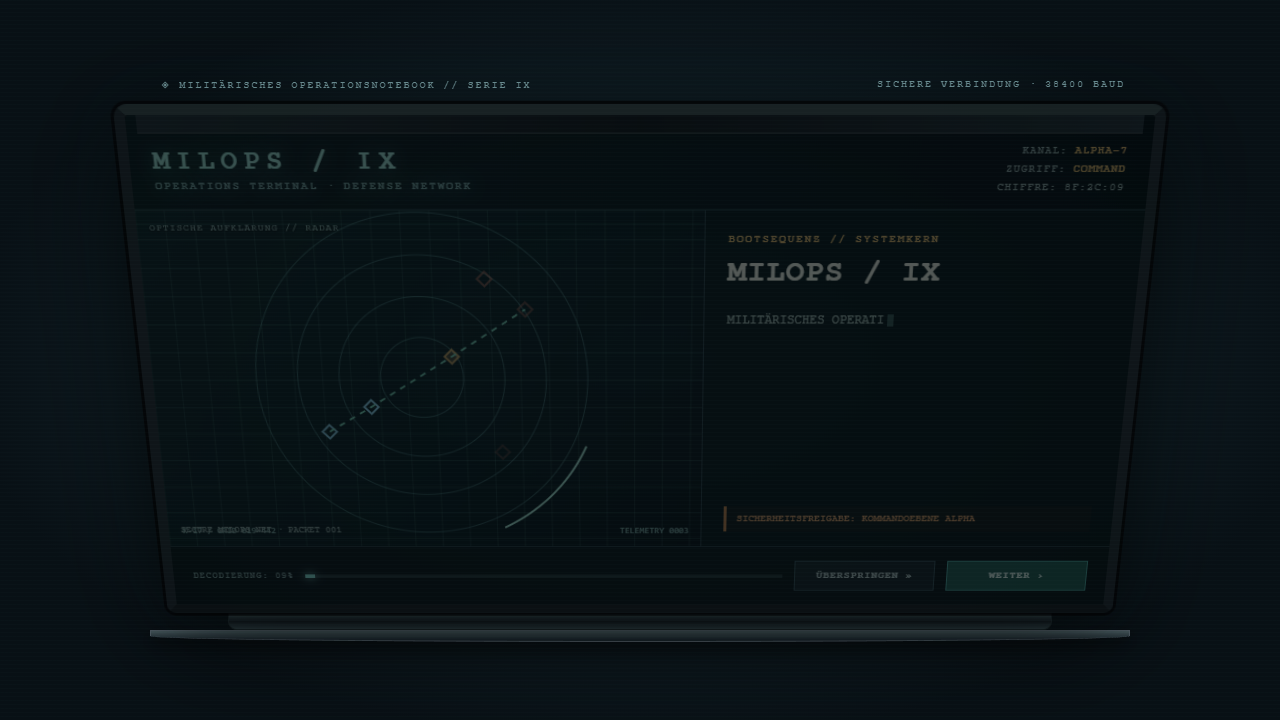 ◈ MILITÄRISCHES OPERATIONSNOTEBOOK // SERIE IX
SICHERE VERBINDUNG · 38400 BAUD
MILOPS / IX
OPERATIONS TERMINAL · DEFENSE NETWORK
KANAL: ALPHA-7
ZUGRIFF: COMMAND
CHIFFRE: 8F:2C:09
OPTISCHE AUFKLÄRUNG // RADAR
BOOTSEQUENZ // SYSTEMKERN
MILOPS / IX
MILITÄRISCHES OPERATI
SICHERHEITSFREIGABE: KOMMANDOEBENE ALPHA
· PACKET 001
TELEMETRY 0003
DECODIERUNG: 05%
ÜBERSPRINGEN »
WEITER ›